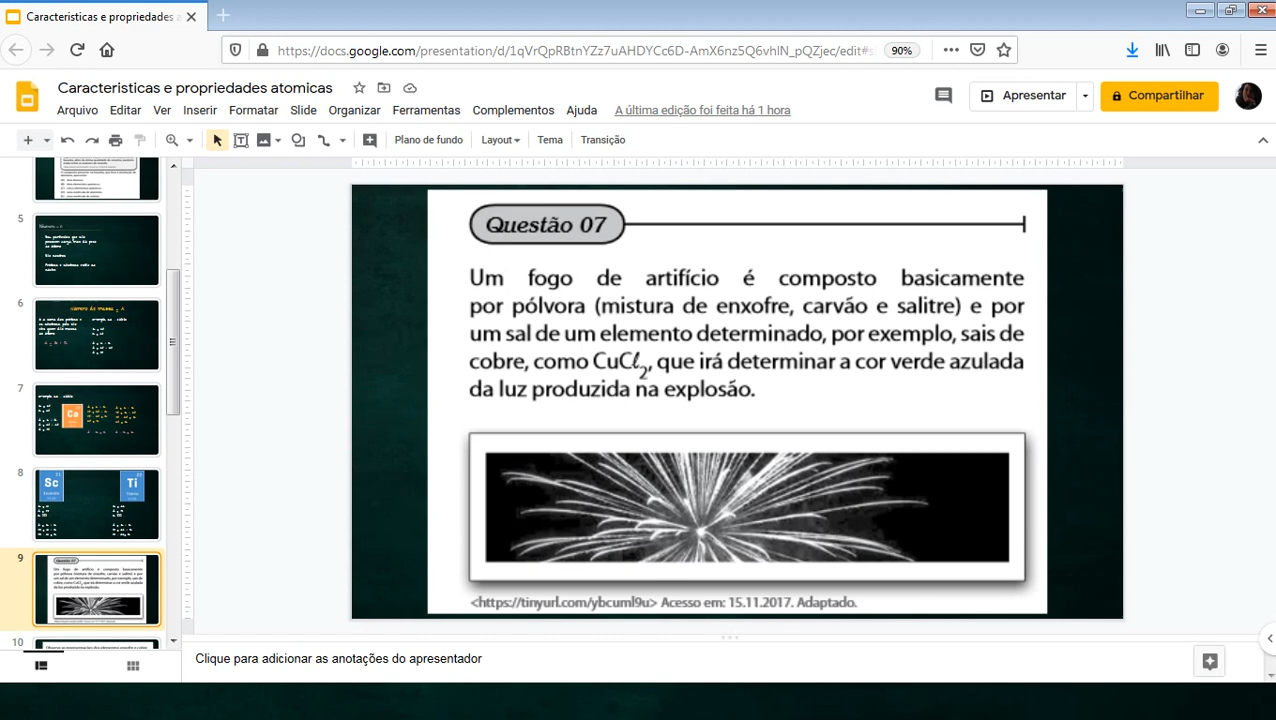 Caracteristicas e propriedades a
https://docs.google.com/presentation/d/1qVrQpRBtnYZz7uAHDYCc6D-AmX6nz5Q6vhlN_pQZjec/edit#s
90%
Caracteristicas e propriedades atomicas
Arquivo Editar Ver Inserir Formatar Slide Organizar Ferramentas Complementos Ajuda A última edição foi feita há 1 hora
Apresentar
Compartilhar
Plano de fundo Layout Tema Transição
5
6
7
Ca
8
Sc
Ti
9
10
Questão 07
Um fogo de artifício é composto basicamente
por pólvora (mistura de enxofre, carvão e salitre) e por
um sal de um elemento determinado, por exemplo, sais de
cobre, como CuCℓ2, que irá determinar a cor verde azulada
da luz produzida na explosão.
<https://tinyurl.com/ybcuml9u> Acesso em: 15.11.2017. Adaptado.
Clique para adicionar as anotações do apresentador